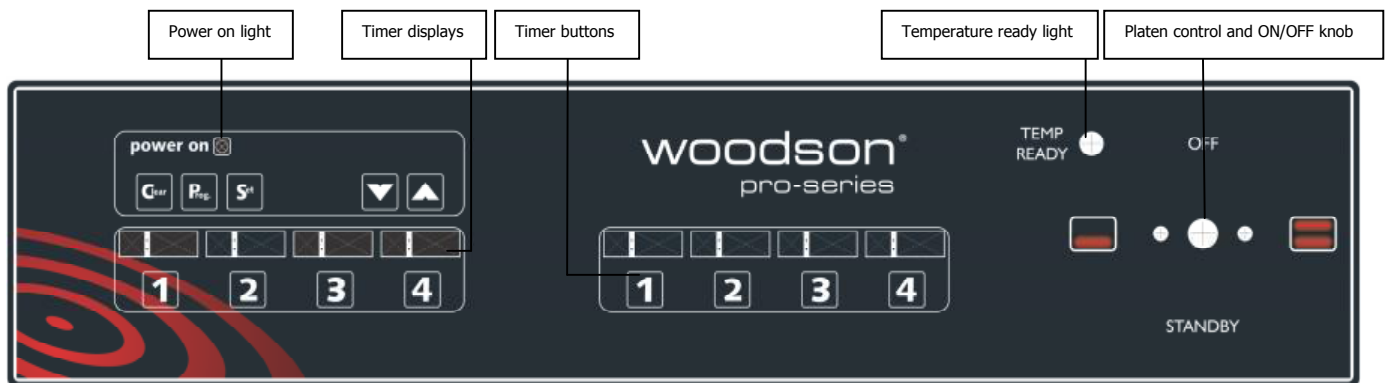 Power on light
Timer displays
Timer buttons
Temperature ready light
Platen control and ON/OFF knob
power on
Clear Prog. Set
1 2 3 4
woodson®
pro-series
1 2 3 4
TEMP
READY
OFF
STANDBY